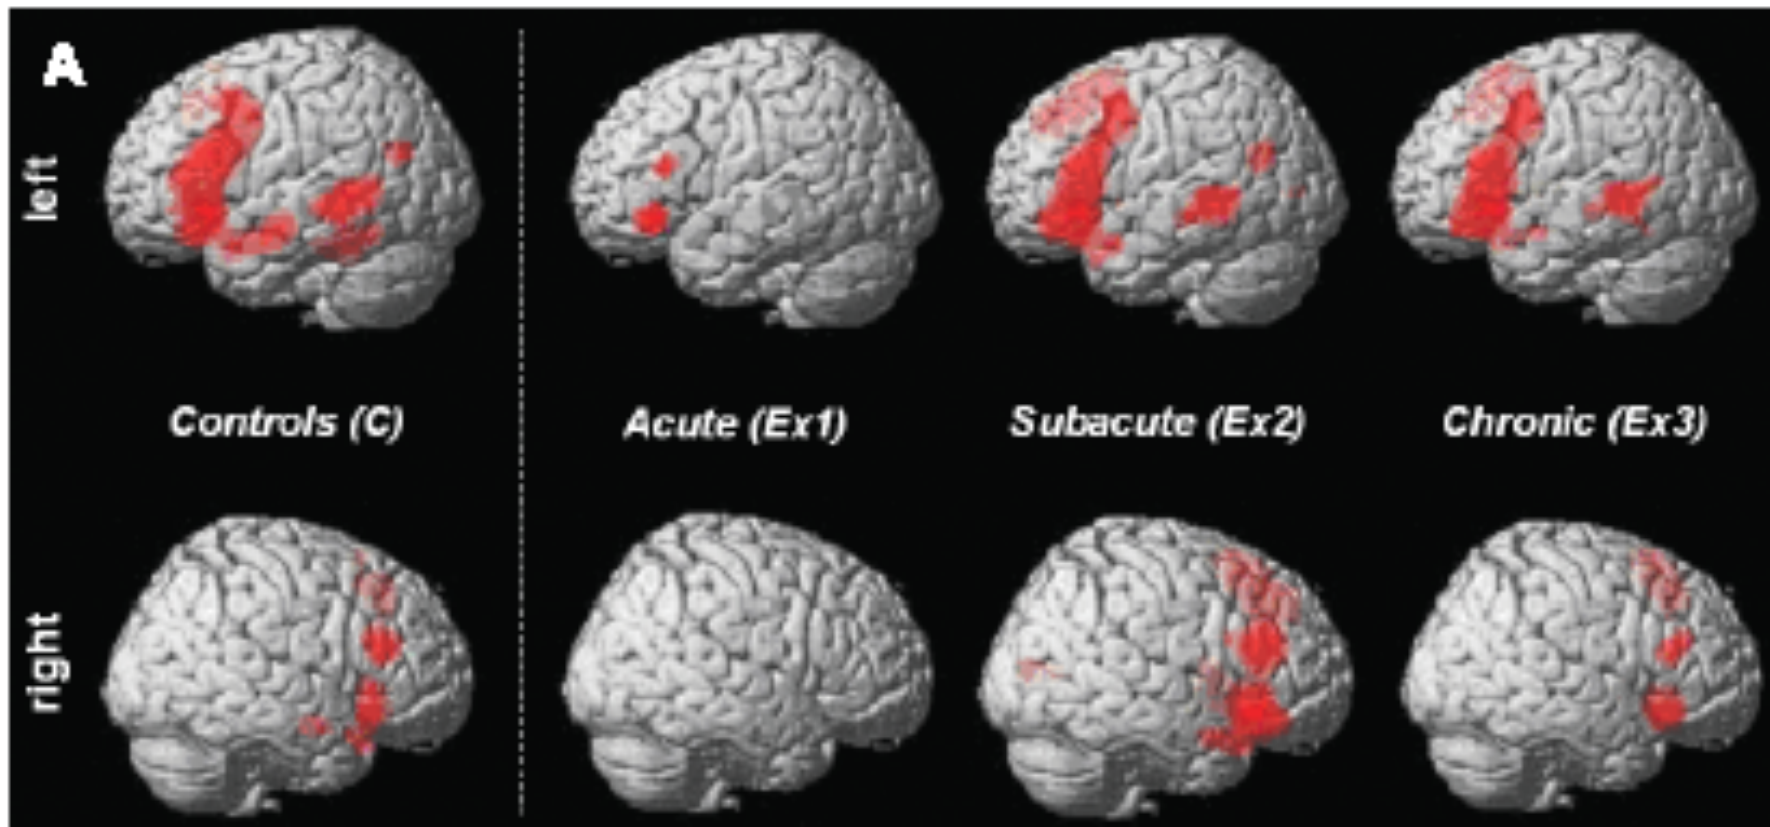 A
left
Controls (C)
Acute (Ex1)
Subacute (Ex2)
Chronic (Ex3)
right